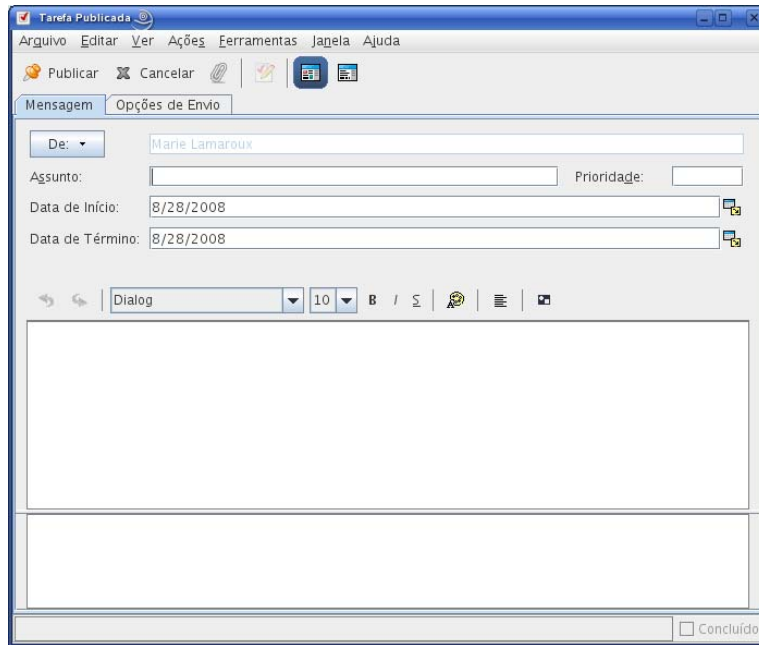 Tarefa Publicada
Arquivo Editar Ver Ações Ferramentas Janela Ajuda
Publicar Cancelar
Mensagem Opções de Envio
De: Marie Lamaroux
Assunto: Prioridade:
Data de Início: 8/28/2008
Data de Término: 8/28/2008
Dialog 10 B I S
Concluído